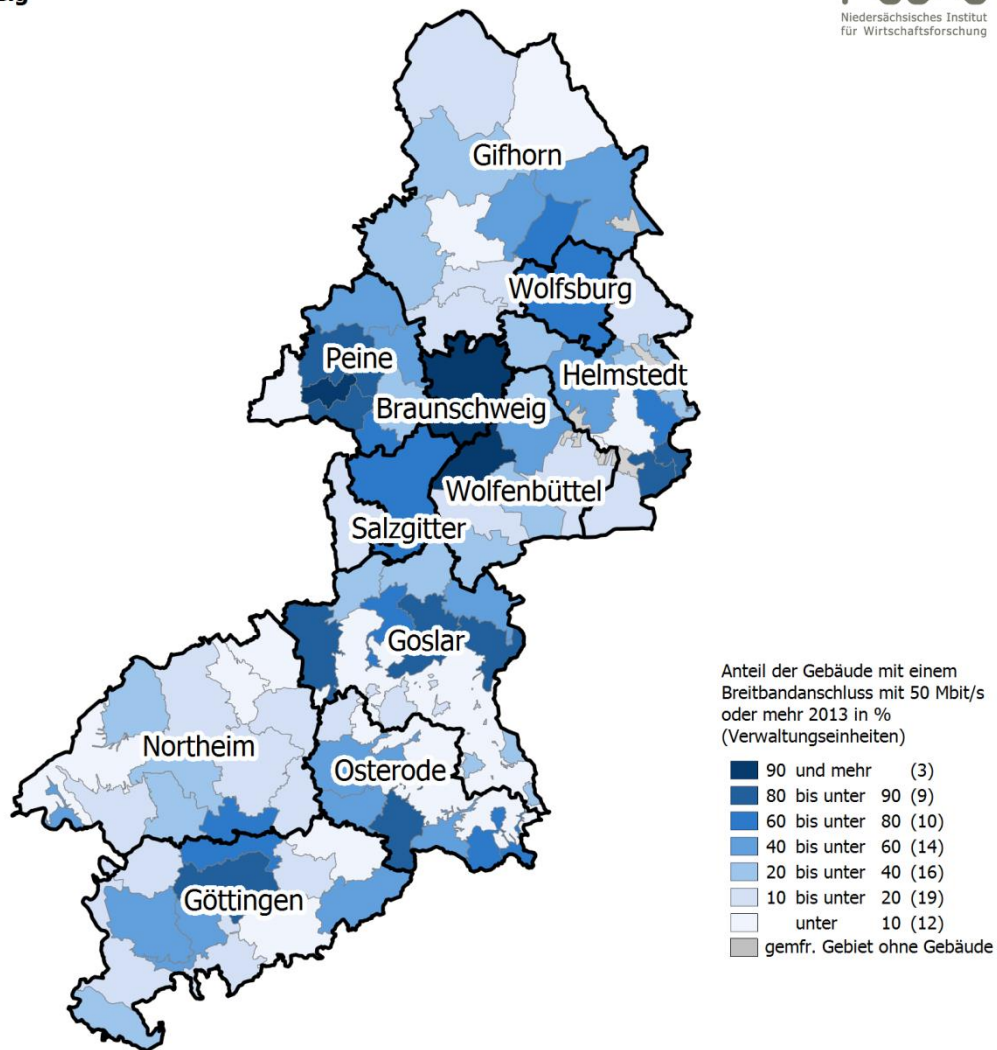 Niedersächsisches Institut
für Wirtschaftsforschung
Gifhorn
Wolfsburg
Peine
Helmstedt
Braunschweig
Wolfenbüttel
Salzgitter
Goslar
Northeim
Osterode
Göttingen
Anteil der Gebäude mit einem
Breitbandanschluss mit 50 Mbit/s
oder mehr 2013 in %
(Verwaltungseinheiten)
90 und mehr (3)
80 bis unter 90 (9)
60 bis unter 80 (10)
40 bis unter 60 (14)
20 bis unter 40 (16)
10 bis unter 20 (19)
unter 10 (12)
gemfr. Gebiet ohne Gebäude